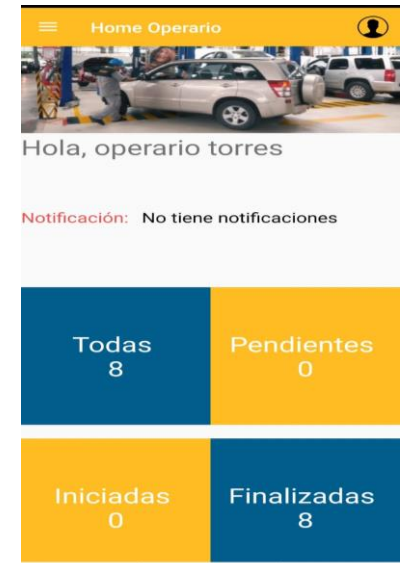 Home Operario
Hola, operario torres
Notificación: No tiene notificaciones
Todas
8
Pendientes
0
Iniciadas
0
Finalizadas
8